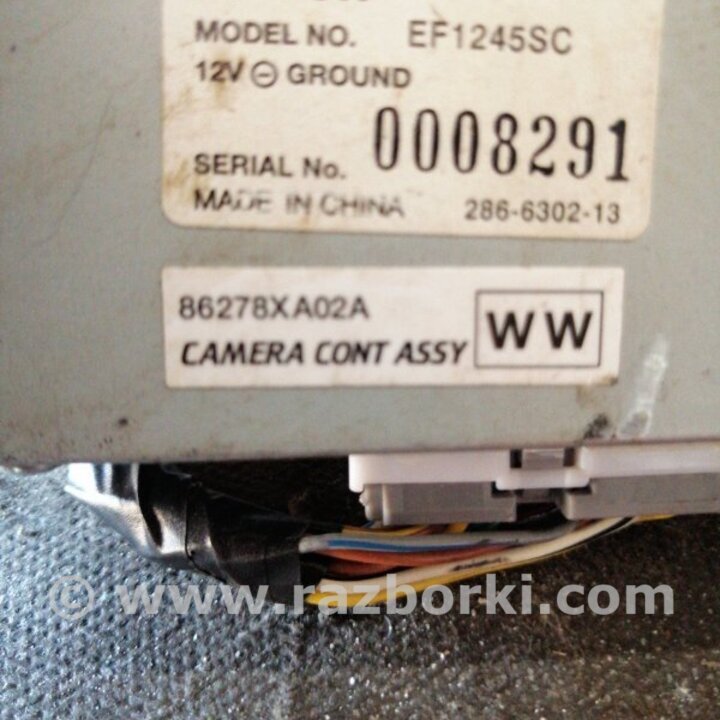 MODEL NO. EF1245SC
12V ⊖ GROUND
SERIAL No. 0008291
MADE IN CHINA 286-6302-13
86278XA02A
CAMERA CONT ASSY WW
© www.razborki.com